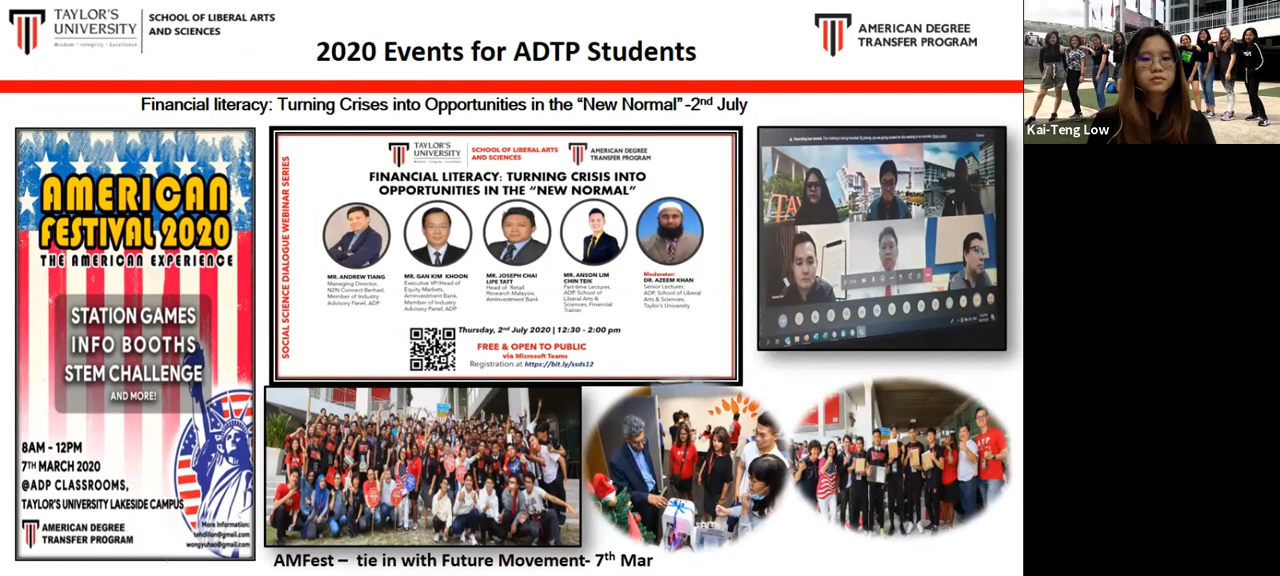 TAYLOR'S
UNIVERSITY
Wisdom • Integrity • Excellence
SCHOOL OF LIBERAL ARTS
AND SCIENCES
2020 Events for ADTP Students
AMERICAN DEGREE
TRANSFER PROGRAM
Kai-Teng Low
Financial literacy: Turning Crises into Opportunities in the “New Normal” -2nd July
AMERICAN
FESTIVAL 2020
THE AMERICAN EXPERIENCE
STATION GAMES
INFO BOOTHS
STEM CHALLENGE
AND MORE!
8AM - 12PM
7TH MARCH 2020
@ADP CLASSROOMS,
TAYLOR'S UNIVERSITY LAKESIDE CAMPUS
AMERICAN DEGREE
TRANSFER PROGRAM
More Information:
tehdillon@gmail.com
wongyuhao@gmail.com
SOCIAL SCIENCE DIALOGUE WEBINAR SERIES
TAYLOR'S
UNIVERSITY
Wisdom • Integrity • Excellence
SCHOOL OF LIBERAL ARTS
AND SCIENCES
AMERICAN DEGREE
TRANSFER PROGRAM
FINANCIAL LITERACY: TURNING CRISIS INTO
OPPORTUNITIES IN THE “NEW NORMAL”
MR. ANDREW TIANG
Managing Director,
N2N Connect Berhad,
Member of Industry
Advisory Panel, ADP
MR. GAN KIM KHOON
Executive VP/Head of
Equity Markets,
AmInvestment Bank,
Member of Industry
Advisory Panel, ADP
MR. JOSEPH CHAI
LIPE TATT
Head of Retail
Research Malaysia,
AmInvestment Bank
MR. ANSON LIM
CHIN TEIK
Part-time Lecturer,
ADP, School of
Liberal Arts &
Sciences, Financial
Trainer
Moderator:
DR. AZEEM KHAN
Senior Lecturer,
ADP, School of Liberal
Arts & Sciences,
Taylor's University
Thursday, 2nd July 2020 | 12:30 - 2:00 pm
FREE & OPEN TO PUBLIC
via Microsoft Teams
Registration at https://bit.ly/ssds12
AMFest – tie in with Future Movement- 7th Mar